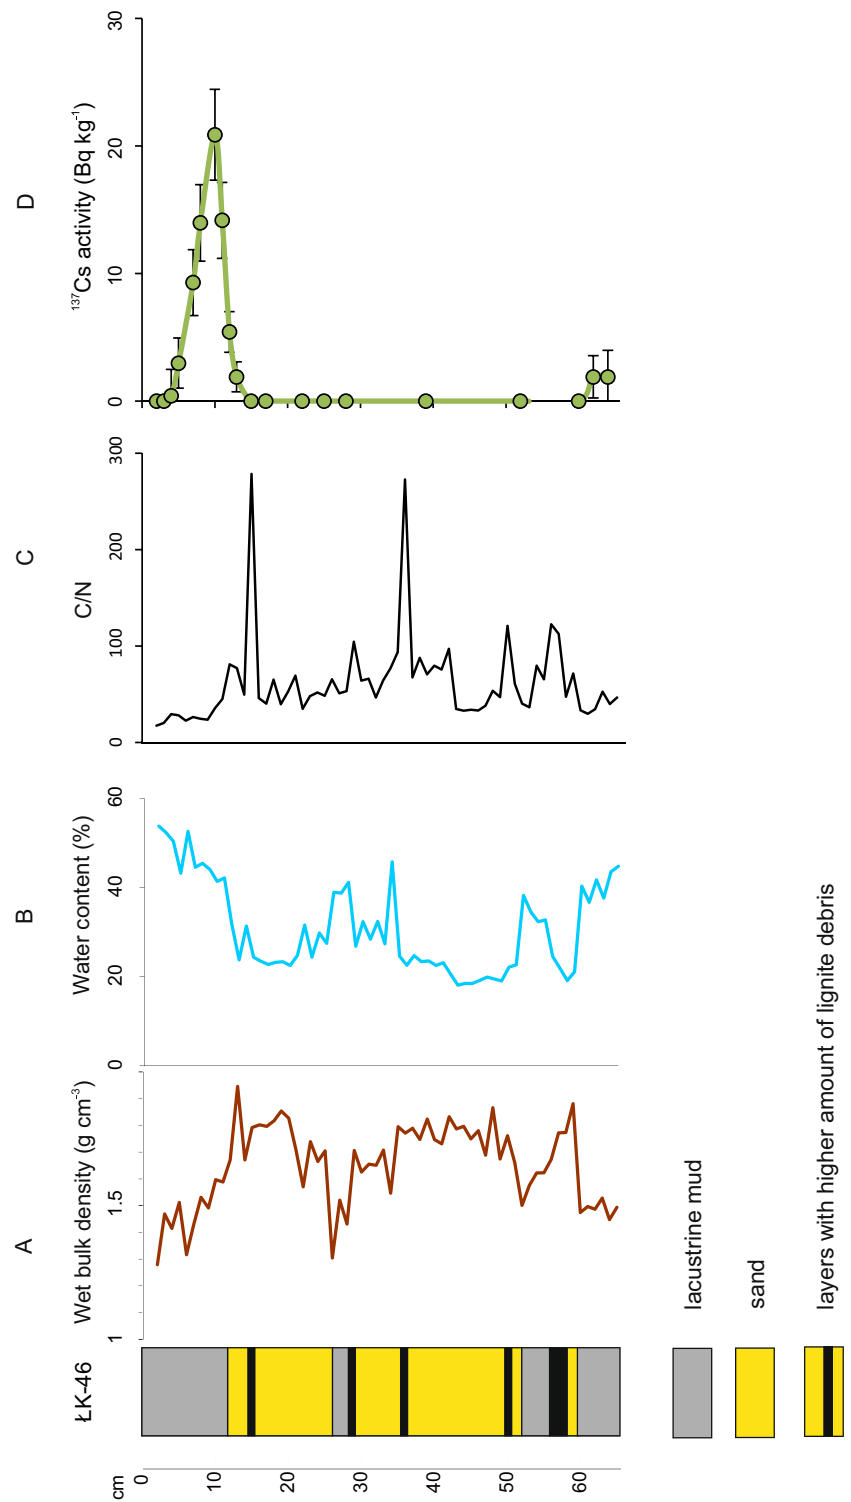 A
B
C
D
ŁK-46
Wet bulk density (g cm⁻³)
Water content (%)
C/N
¹³⁷Cs activity (Bq kg⁻¹)
cm
1
1.5
0
20
40
60
0
100
200
300
0
10
20
30
0
10
20
30
40
50
60
lacustrine mud
sand
layers with higher amount of lignite debris